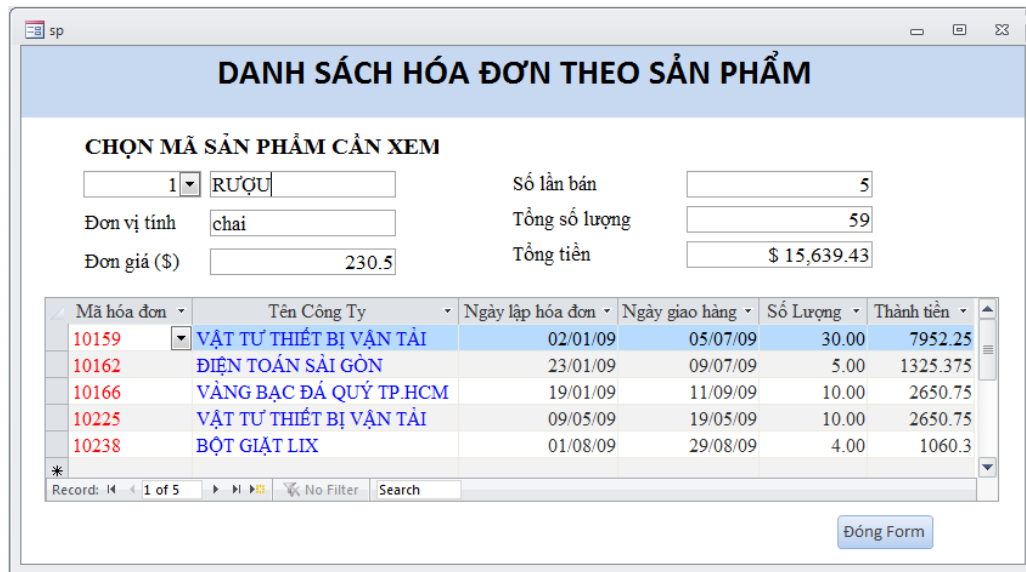 sp
DANH SÁCH HÓA ĐƠN THEO SẢN PHẨM
CHỌN MÃ SẢN PHẨM CẦN XEM
1 RƯỢU Số lần bán 5
Đơn vị tính chai Tổng số lượng 59
Đơn giá ($) 230.5 Tổng tiền $ 15,639.43
Mã hóa đơn Tên Công Ty Ngày lập hóa đơn Ngày giao hàng Số Lượng Thành tiền
10159 VẬT TƯ THIẾT BỊ VẬN TẢI 02/01/09 05/07/09 30.00 7952.25
10162 ĐIỆN TOÁN SÀI GÒN 23/01/09 09/07/09 5.00 1325.375
10166 VÀNG BẠC ĐÁ QUÝ TP.HCM 19/01/09 11/09/09 10.00 2650.75
10225 VẬT TƯ THIẾT BỊ VẬN TẢI 09/05/09 19/05/09 10.00 2650.75
10238 BỘT GIẶT LIX 01/08/09 29/08/09 4.00 1060.3
Record: 1 of 5 No Filter Search
Đóng Form